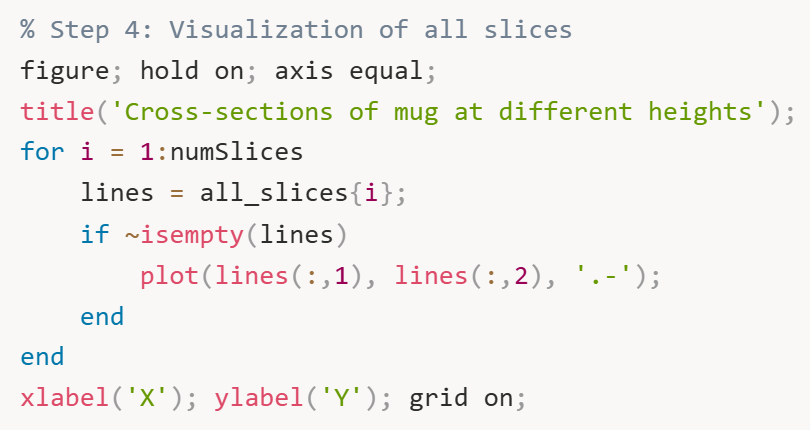 % Step 4: Visualization of all slices
figure; hold on; axis equal;
title('Cross-sections of mug at different heights');
for i = 1:numSlices
    lines = all_slices{i};
    if ~isempty(lines)
        plot(lines(:,1), lines(:,2), '.-');
    end
end
xlabel('X'); ylabel('Y'); grid on;